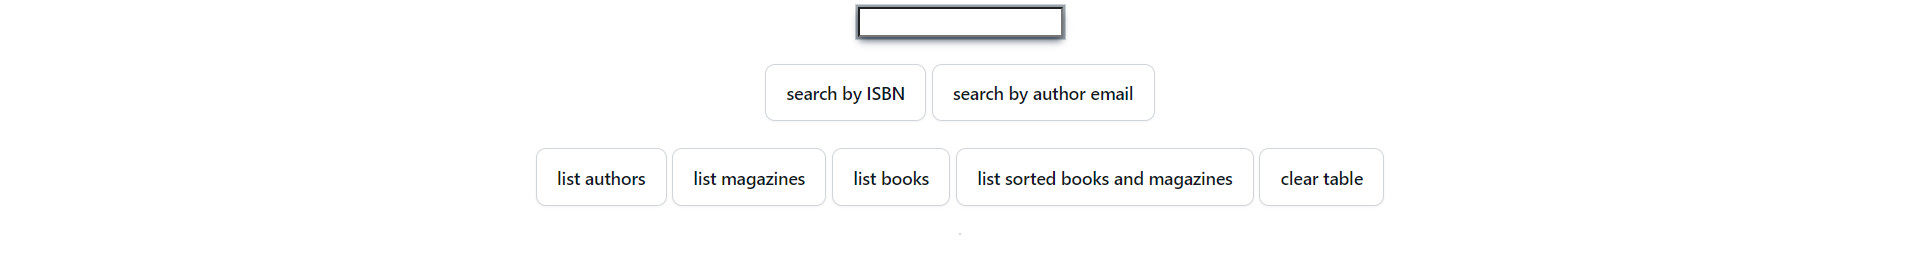 search by ISBN search by author email
list authors list magazines list books list sorted books and magazines clear table